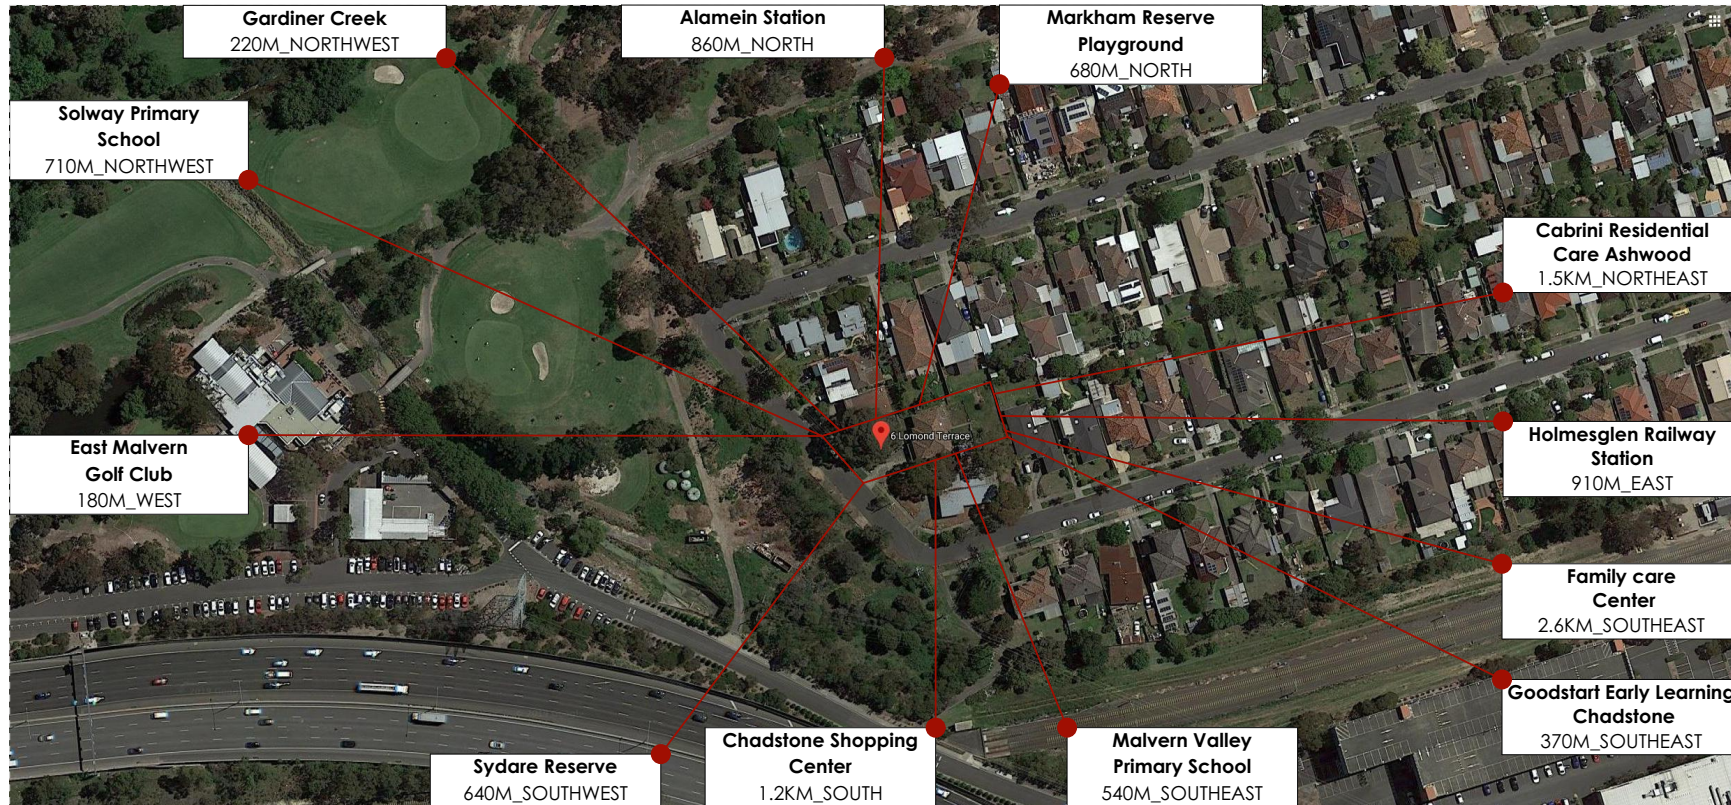 Gardiner Creek
220M_NORTHWEST
Alamein Station
860M_NORTH
Markham Reserve
Playground
680M_NORTH
Solway Primary
School
710M_NORTHWEST
Cabrini Residential
Care Ashwood
1.5KM_NORTHEAST
East Malvern
Golf Club
180M_WEST
6 Lomond Terrace
Holmesglen Railway
Station
910M_EAST
Family care
Center
2.6KM_SOUTHEAST
Goodstart Early Learning
Chadstone
370M_SOUTHEAST
Sydare Reserve
640M_SOUTHWEST
Chadstone Shopping
Center
1.2KM_SOUTH
Malvern Valley
Primary School
540M_SOUTHEAST